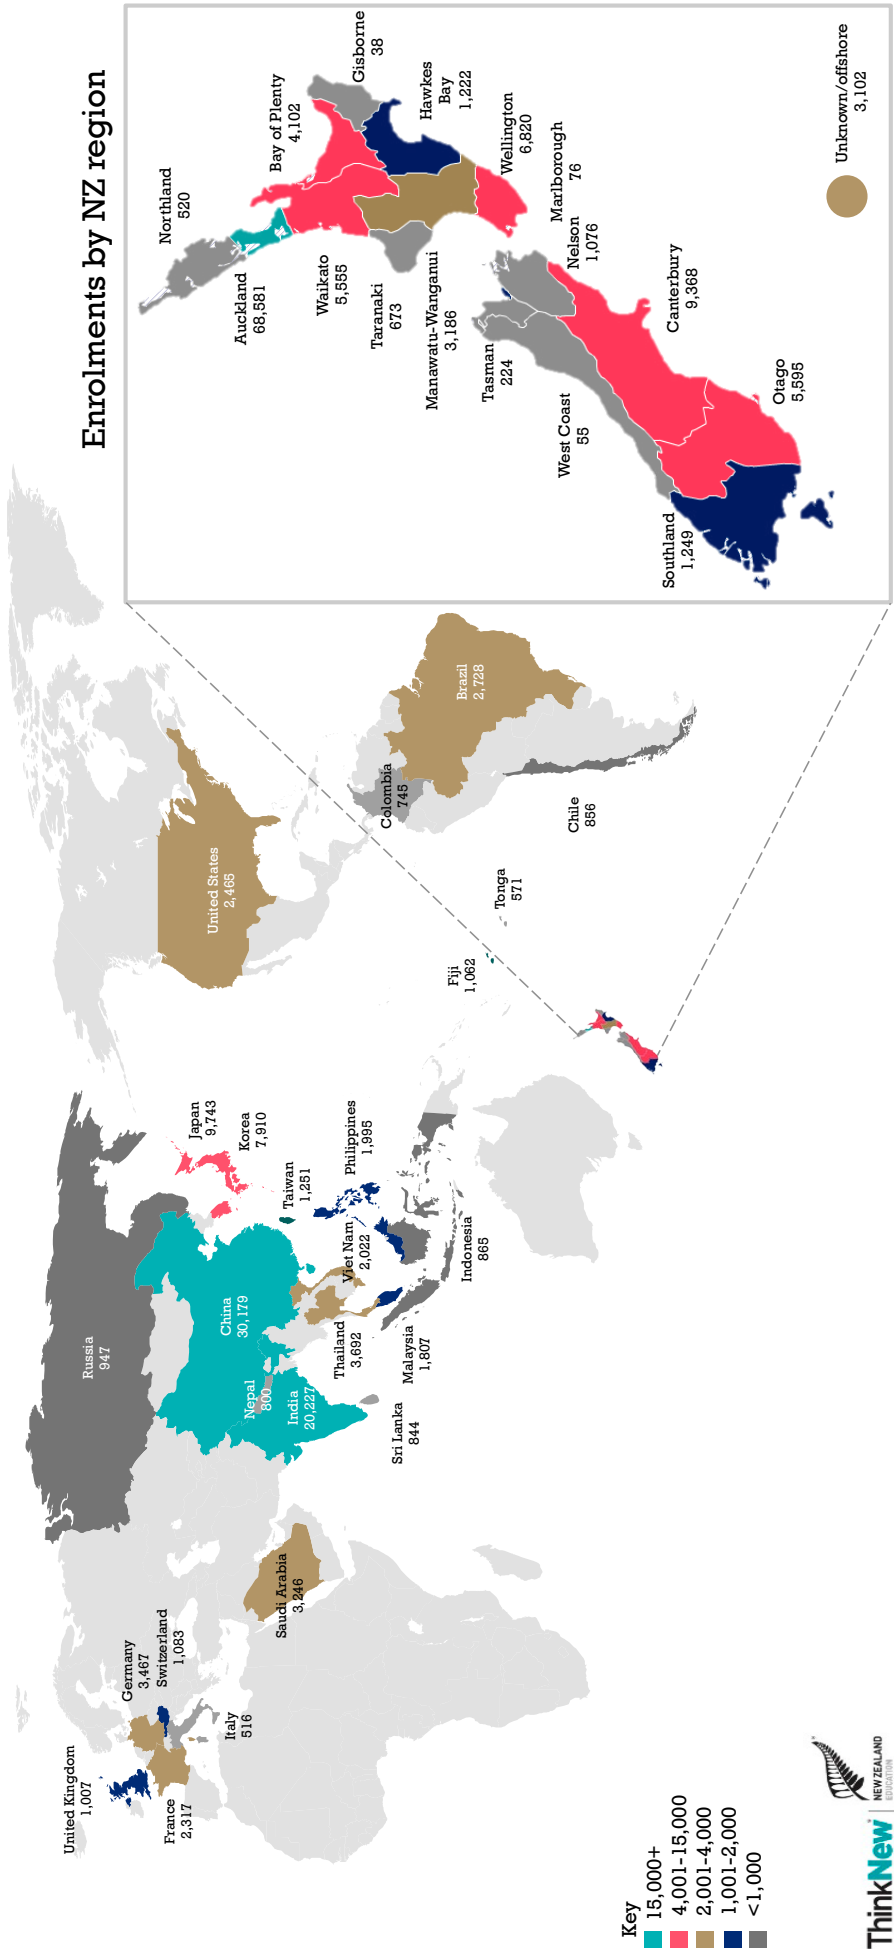 Enrolments by NZ region
Northland
520
Auckland
68,581
Bay of Plenty
4,102
Gisborne
38
Waikato
5,555
Taranaki
673
Hawkes
Bay
1,222
Manawatu-Wanganui
3,186
Wellington
6,820
Tasman
224
Marlborough
76
Nelson
1,076
West Coast
55
Canterbury
9,368
Otago
5,595
Southland
1,249
Unknown/offshore
3,102
United Kingdom
1,007
Germany
3,467
Switzerland
1,083
France
2,317
Italy
516
Saudi Arabia
3,246
Russia
947
China
30,179
Nepal
800
India
20,227
Sri Lanka
844
Thailand
3,692
Viet Nam
2,022
Malaysia
1,807
Indonesia
865
Philippines
1,995
Taiwan
1,251
Korea
7,910
Japan
9,743
Fiji
1,062
Tonga
571
United States
2,465
Colombia
745
Brazil
2,728
Chile
856
Key
15,000+
4,001-15,000
2,001-4,000
1,001-2,000
<1,000
ThinkNew
NEW ZEALAND
EDUCATION